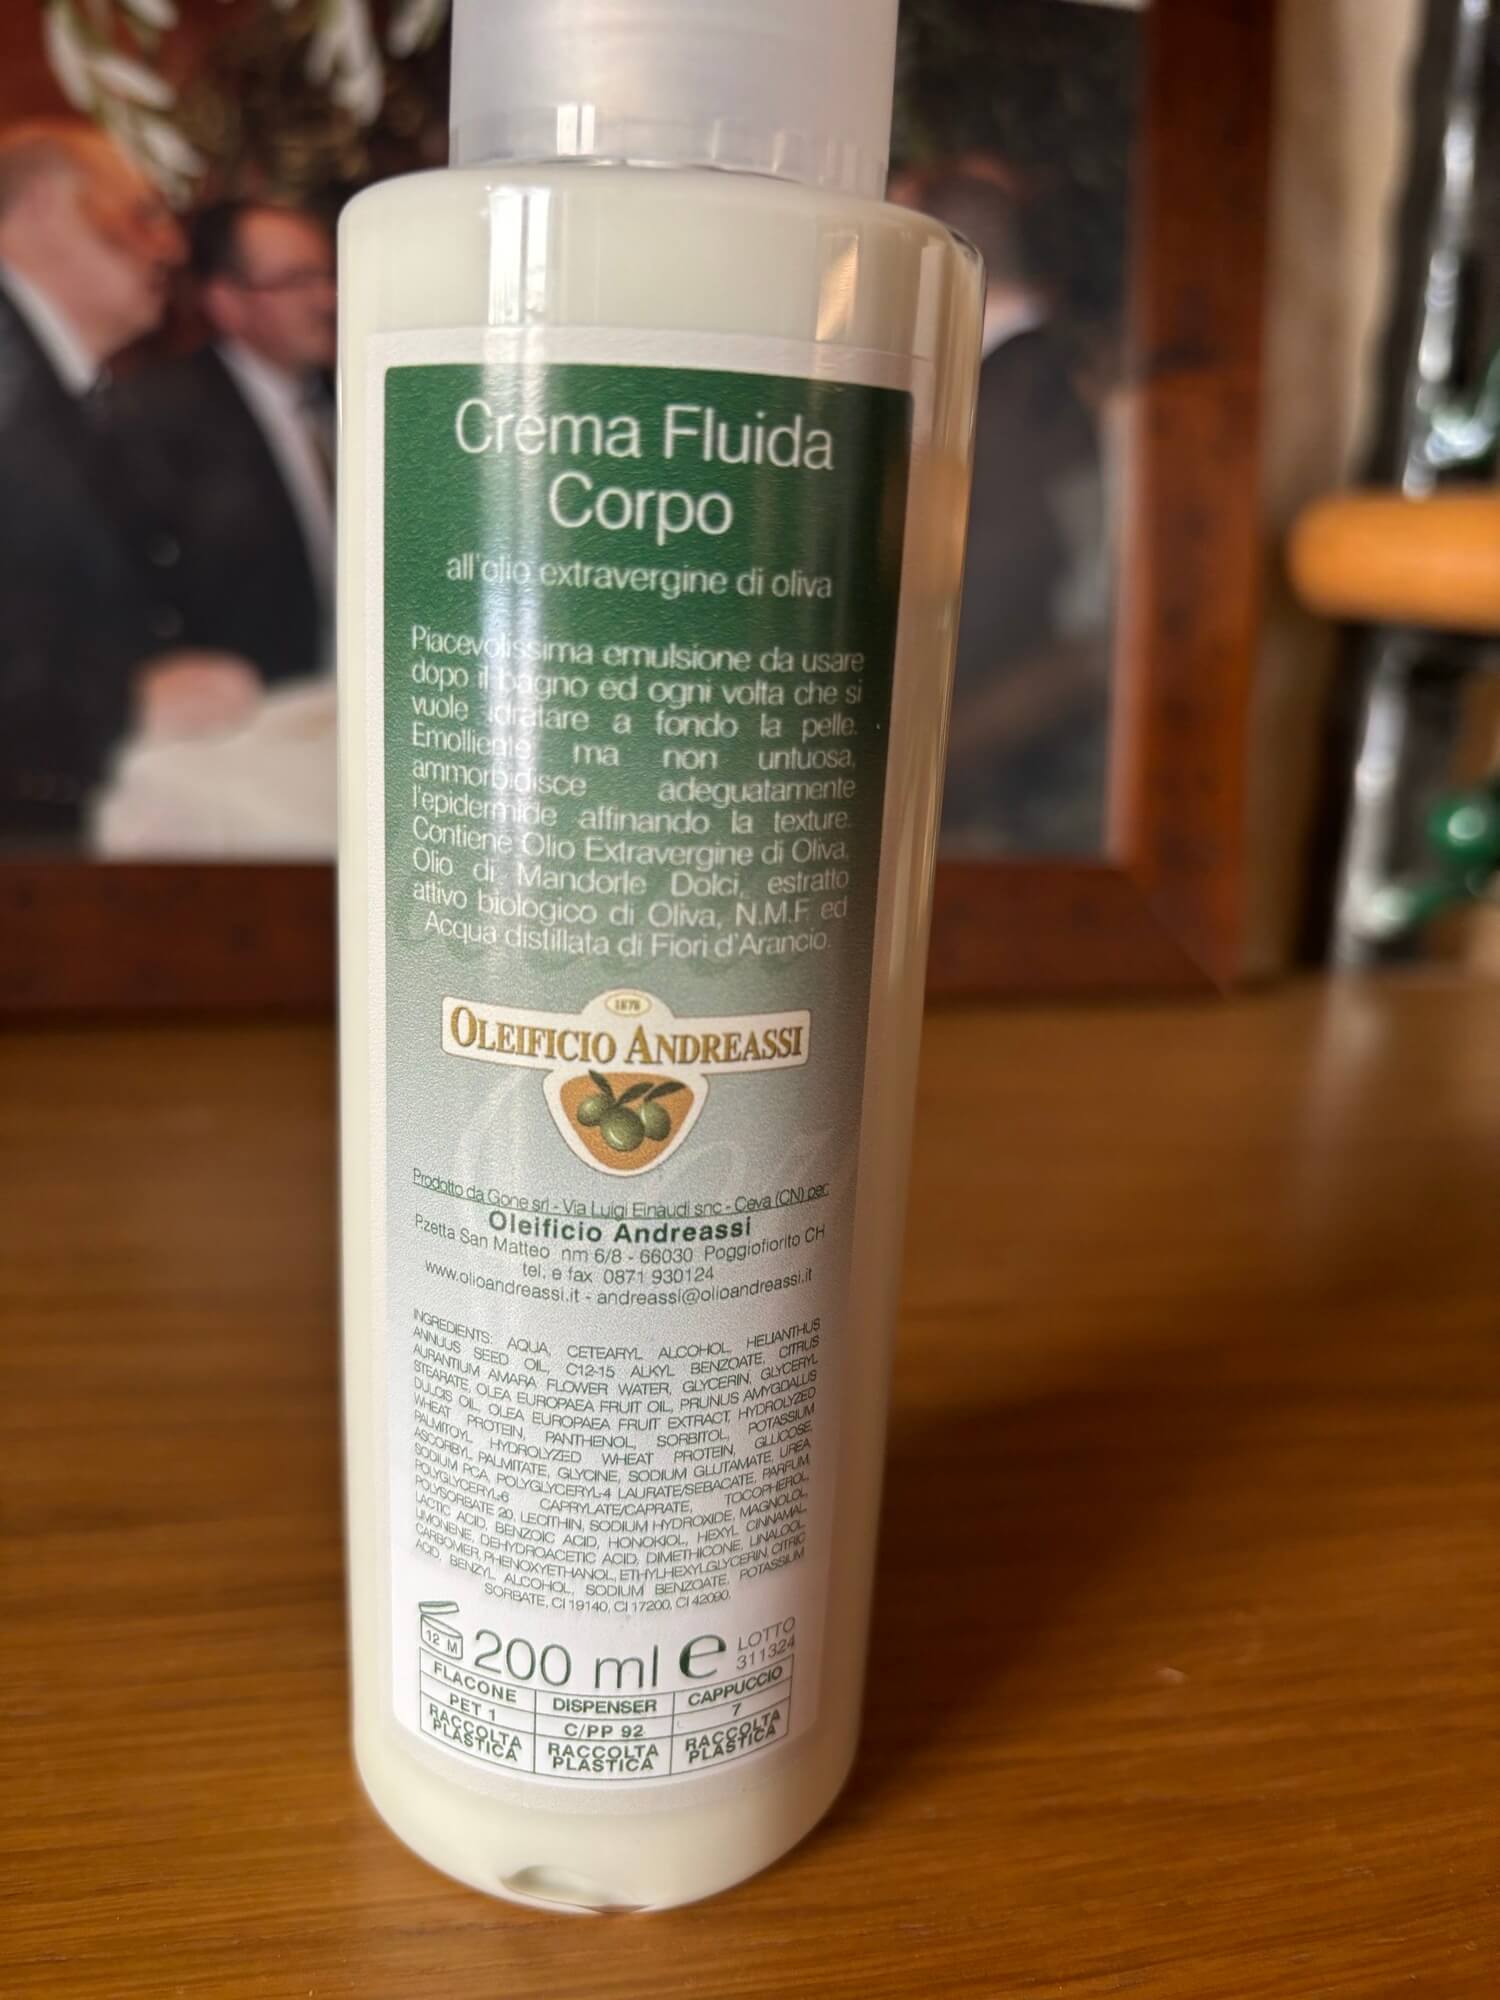 Crema Fluida
Corpo
all'olio extravergine di oliva
Piacevolissima emulsione da usare
dopo il bagno ed ogni volta che si
vuole idratare a fondo la pelle.
Emolliente ma non untuosa,
ammorbidisce adeguatamente
l'epidermide affinando la texture.
Contiene Olio Extravergine di Oliva,
Olio di Mandorle Dolci, estratto
attivo biologico di Oliva, N.M.F. ed
Acqua distillata di Fiori d'Arancio.
1878
OLEIFICIO ANDREASSI
Prodotto da Gone srl - Via Luigi Einaudi snc - Ceva (CN) per:
Oleificio Andreassi
P.zetta San Matteo nm 6/8 - 66030 Poggiofiorito CH
tel. e fax 0871 930124
www.olioandreassi.it - andreassi@olioandreassi.it
INGREDIENTS: AQUA, CETEARYL ALCOHOL, HELIANTHUS
ANNUUS SEED OIL, C12-15 ALKYL BENZOATE, CITRUS
AURANTIUM AMARA FLOWER WATER, GLYCERIN, GLYCERYL
STEARATE, OLEA EUROPAEA FRUIT OIL, PRUNUS AMYGDALUS
DULCIS OIL, OLEA EUROPAEA FRUIT EXTRACT, HYDROLYZED
WHEAT PROTEIN, PANTHENOL, SORBITOL, POTASSIUM
PALMITOYL HYDROLYZED WHEAT PROTEIN, GLUCOSE,
ASCORBYL PALMITATE, GLYCINE, SODIUM GLUTAMATE, UREA,
SODIUM PCA, POLYGLYCERYL-4 LAURATE/SEBACATE, PARFUM,
POLYGLYCERYL-6 CAPRYLATE/CAPRATE, TOCOPHEROL,
POLYSORBATE 20, LECITHIN, SODIUM HYDROXIDE, MAGNOLOL,
LACTIC ACID, BENZOIC ACID, HONOKIOL, HEXYL CINNAMAL,
LIMONENE, DEHYDROACETIC ACID, DIMETHICONE, LINALOOL,
CARBOMER, PHENOXYETHANOL, ETHYLHEXYLGLYCERIN, CITRIC
ACID, BENZYL ALCOHOL, SODIUM BENZOATE, POTASSIUM
SORBATE, CI 19140, CI 17200, CI 42090.
12 M 200 ml e LOTTO
311324
FLACONE DISPENSER CAPPUCCIO
PET 1 C/PP 92 7
RACCOLTA RACCOLTA RACCOLTA
PLASTICA PLASTICA PLASTICA